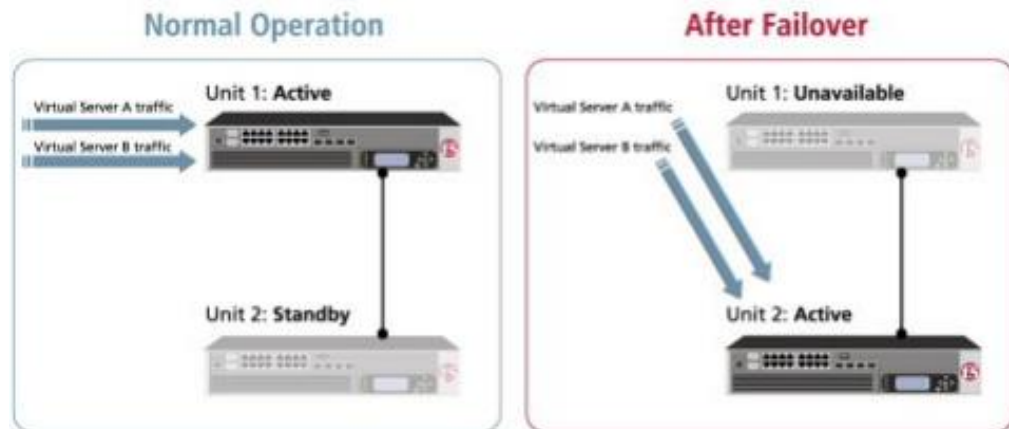 Normal Operation
Unit 1: Active
Virtual Server A traffic
Virtual Server B traffic
Unit 2: Standby
After Failover
Unit 1: Unavailable
Virtual Server A traffic
Virtual Server B traffic
Unit 2: Active